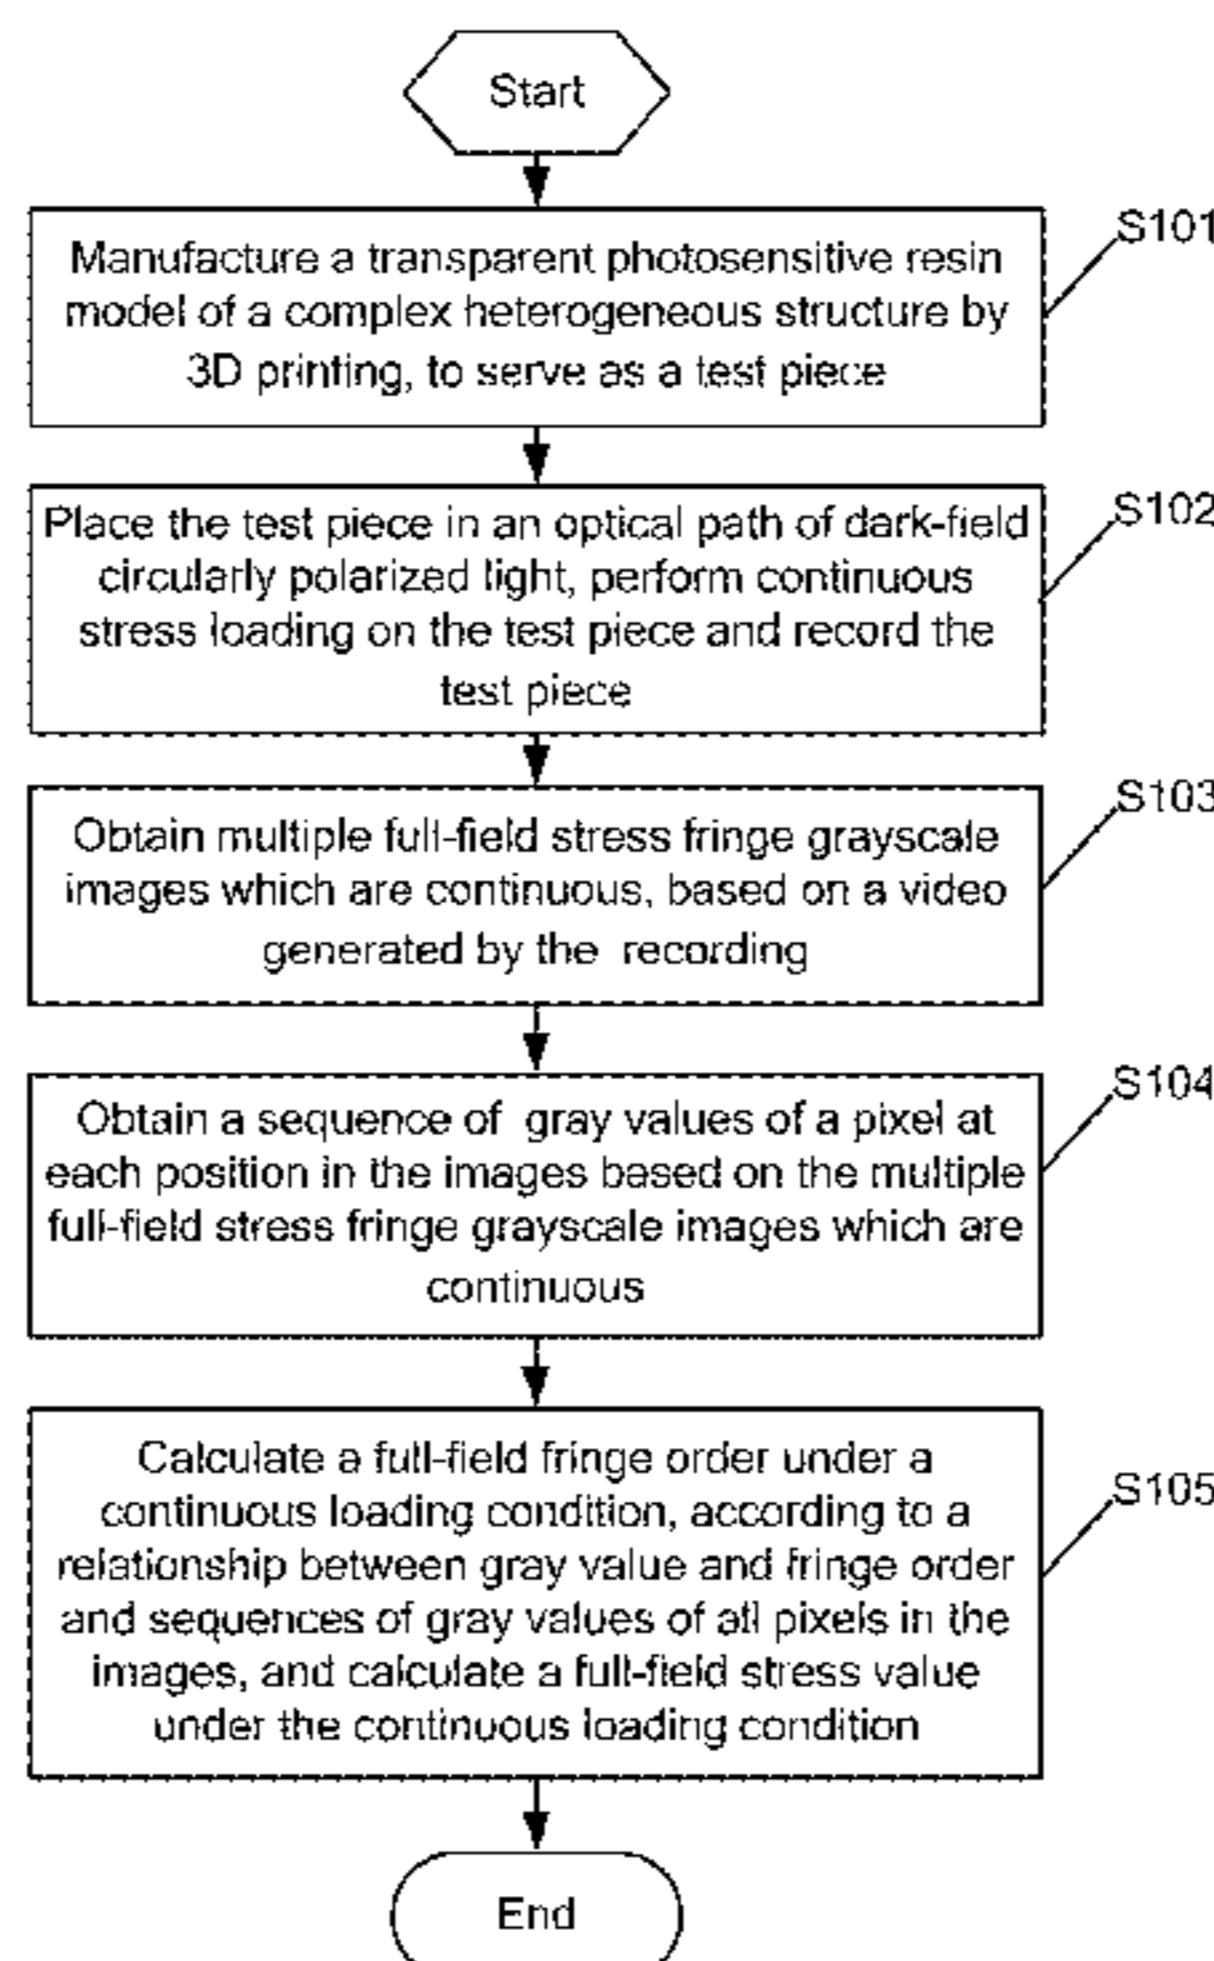 Start
S101
Manufacture a transparent photosensitive resin
model of a complex heterogeneous structure by
3D printing, to serve as a test piece
S102
Place the test piece in an optical path of dark-field
circularly polarized light, perform continuous
stress loading on the test piece and record the
test piece
S103
Obtain multiple full-field stress fringe grayscale
images which are continuous, based on a video
generated by the recording
S104
Obtain a sequence of gray values of a pixel at
each position in the images based on the multiple
full-field stress fringe grayscale images which are
continuous
S105
Calculate a full-field fringe order under a
continuous loading condition, according to a
relationship between gray value and fringe order
and sequences of gray values of all pixels in the
images, and calculate a full-field stress value
under the continuous loading condition
End